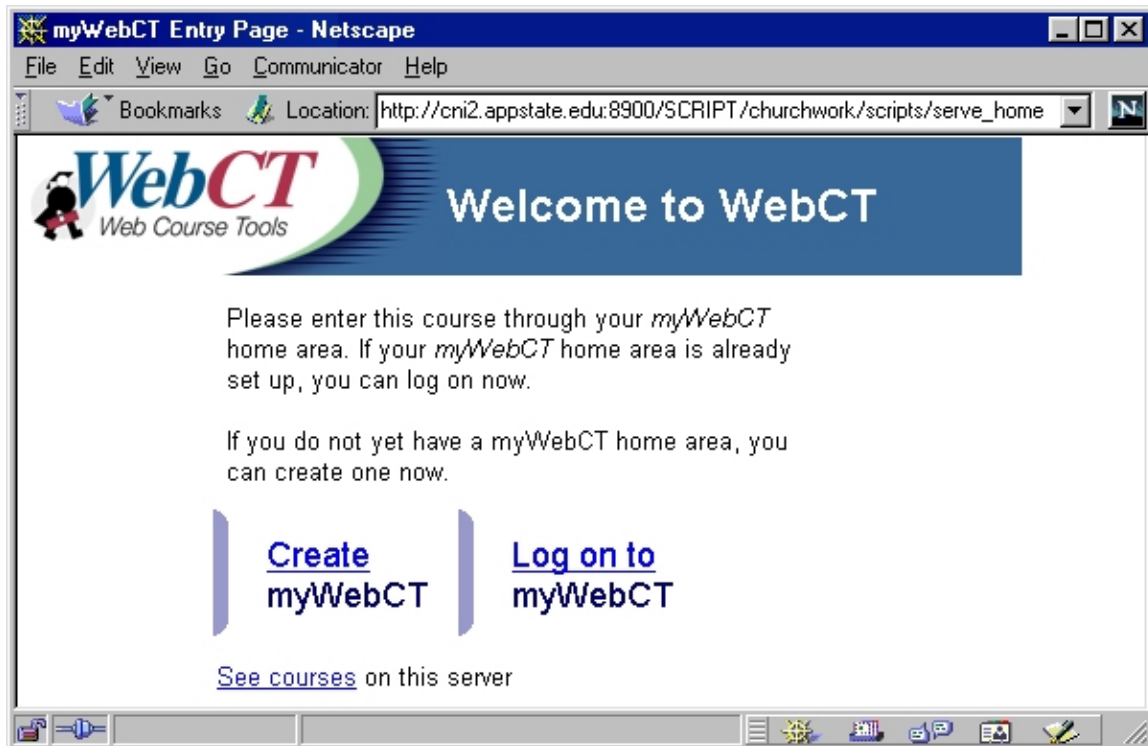 myWebCT Entry Page - Netscape
File Edit View Go Communicator Help
Bookmarks Location: http://cni2.appstate.edu:8900/SCRIPT/churchwork/scripts/serve_home N
WebCT
Web Course Tools
Welcome to WebCT
Please enter this course through your myWebCT
home area. If your myWebCT home area is already
set up, you can log on now.
If you do not yet have a myWebCT home area, you
can create one now.
Create
myWebCT
Log on to
myWebCT
See courses on this server